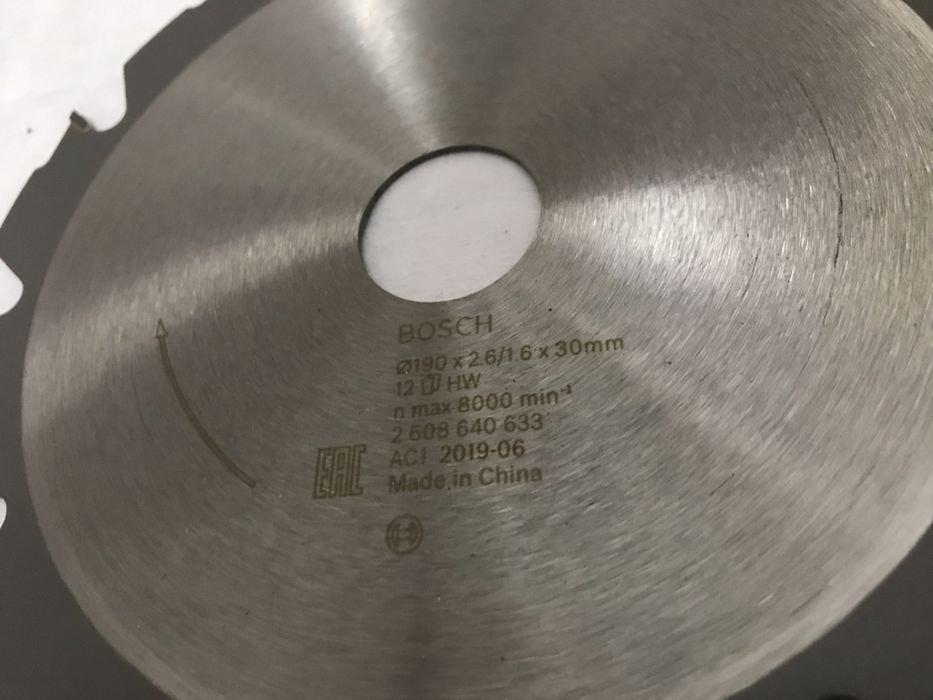 BOSCH
Ø190 x 2.6/1.6 x 30mm
12 HW
n max 8000 min⁻¹
2 608 640 633
EAC ACI 2019-06
Made in China